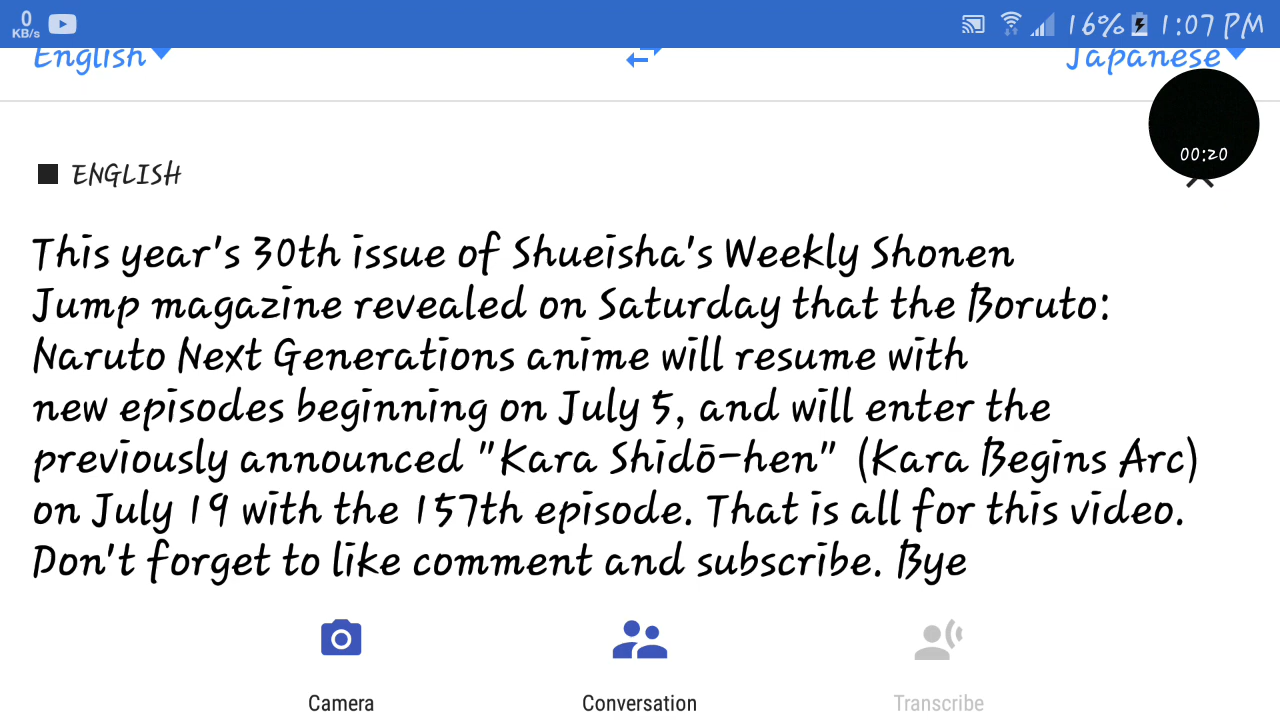 0
KB/s
16% 1:07 PM
English
Japanese
00:20
ENGLISH
This year's 30th issue of Shueisha's Weekly Shonen
Jump magazine revealed on Saturday that the Boruto:
Naruto Next Generations anime will resume with
new episodes beginning on July 5, and will enter the
previously announced "Kara Shidō-hen" (Kara Begins Arc)
on July 19 with the 157th episode. That is all for this video.
Don't forget to like comment and subscribe. Bye
Camera
Conversation
Transcribe